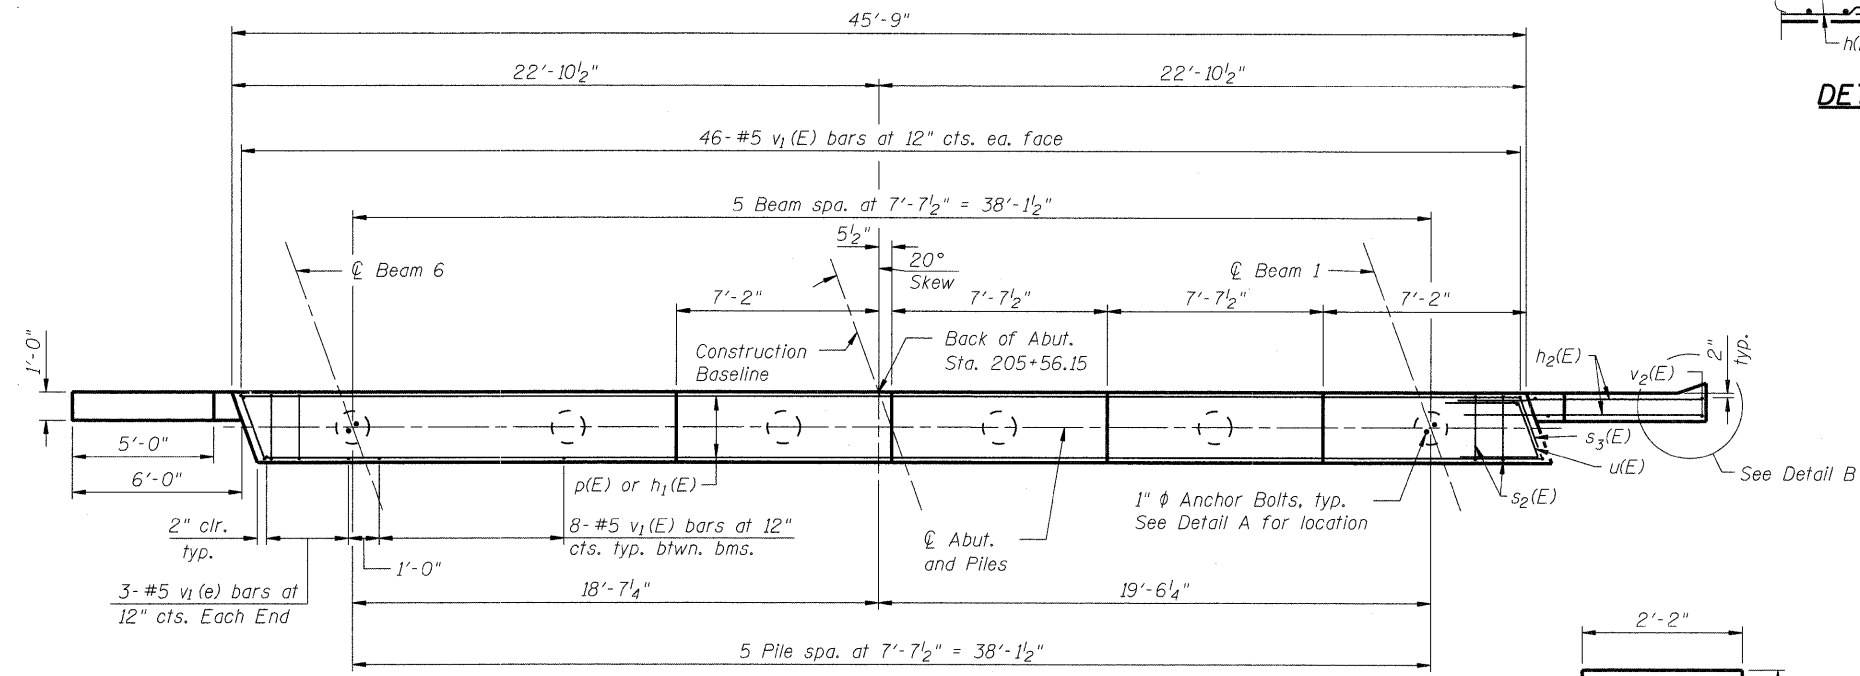 45'-9"
h(
22'-10½"
22'-10½"
DET
46-#5 v₁(E) bars at 12" cts. ea. face
5 Beam spa. at 7'-7½" = 38'-1½"
5½"
20°
Skew
℄ Beam 6
℄ Beam 1
7'-2"
7'-7½"
7'-7½"
7'-2"
1'-0"
Construction
Baseline
Back of Abut.
Sta. 205+56.15
h₂(E)
v₂(E)
2"
typ.
5'-0"
6'-0"
p(E) or h₁(E)
1" φ Anchor Bolts, typ.
See Detail A for location
s₃(E)
u(E)
s₂(E)
See Detail B
2" clr.
typ.
8-#5 v₁(E) bars at 12"
cts. typ. btwn. bms.
℄ Abut.
and Piles
1'-0"
3-#5 v₁(e) bars at
12" cts. Each End
18'-7¼"
19'-6¼"
2'-2"
5 Pile spa. at 7'-7½" = 38'-1½"